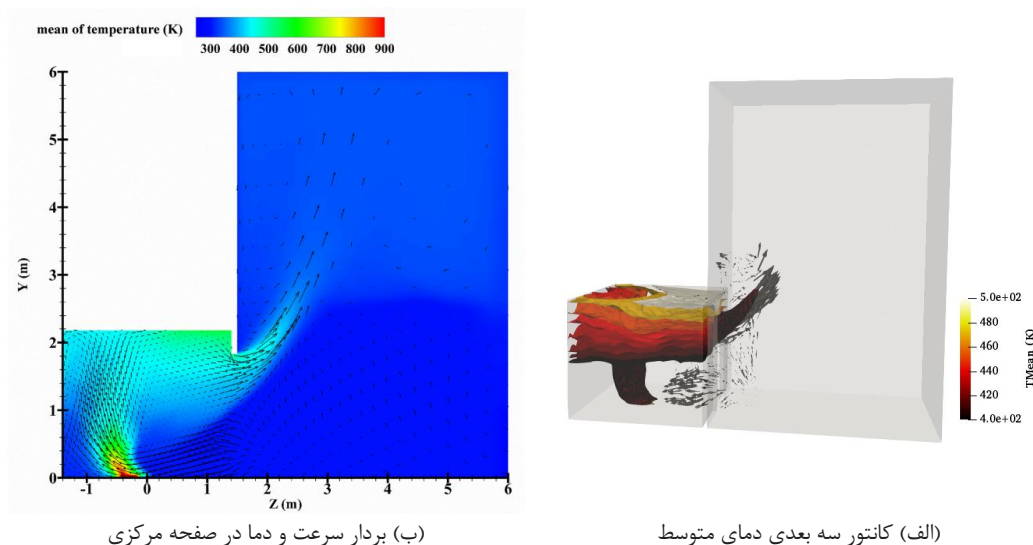 mean of temperature (K)
300 400 500 600 700 800 900
6
5
4
3
2
1
0
Y (m)
-1 0 1 2 3 4 5 6
Z (m)
5.0e+02
480
460
440
420
4.0e+02
TMean (K)
(الف) کانتور سه بعدی دمای متوسط
(ب) بردار سرعت و دما در صفحه مرکزی